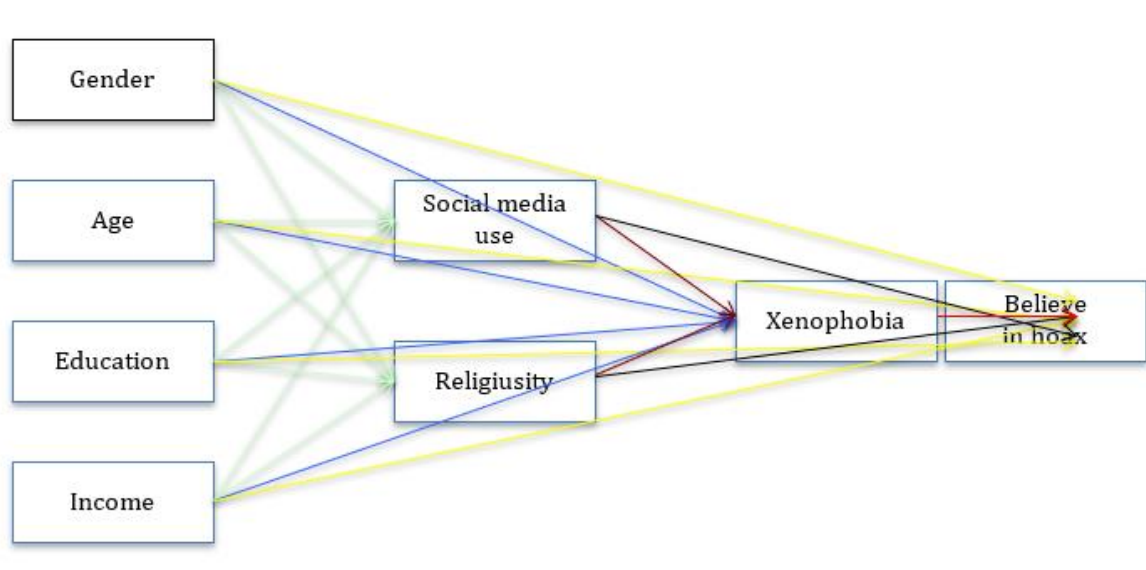 Gender
Age
Education
Income
Social media
use
Religiusity
Xenophobia
Believe
in hoax